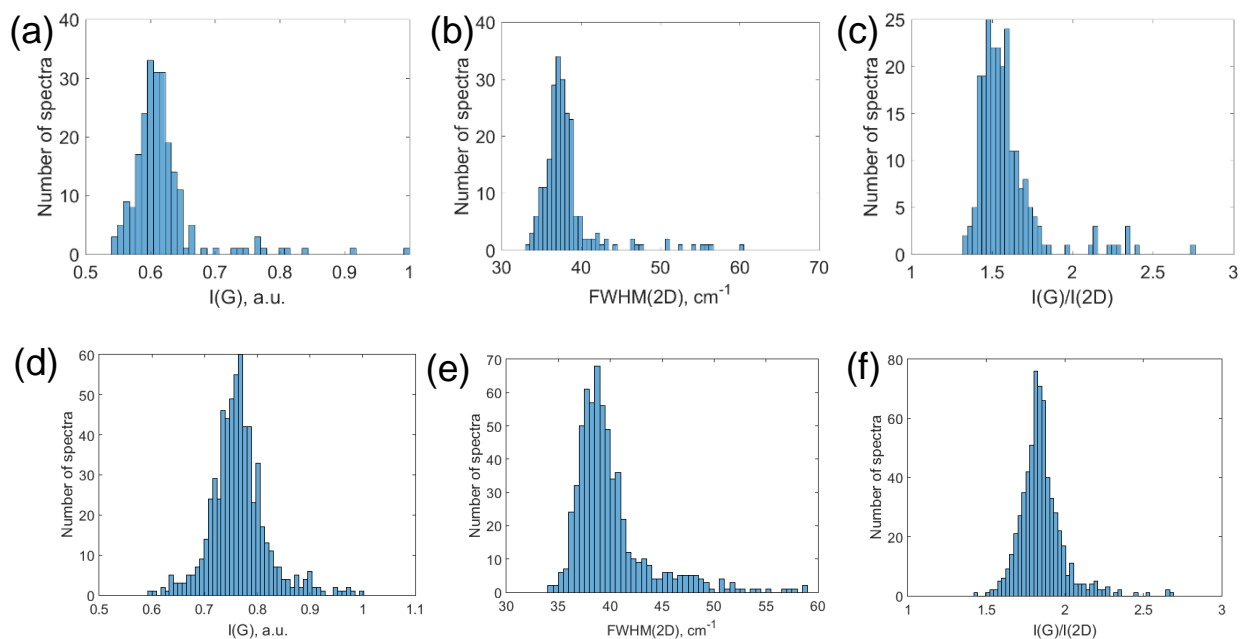 (a)
40
30
20
10
0
Number of spectra
0.5 0.6 0.7 0.8 0.9 1
I(G), a.u.
(b)
40
30
20
10
0
Number of spectra
30 40 50 60 70
FWHM(2D), cm⁻¹
(c)
25
20
15
10
5
0
Number of spectra
1 1.5 2 2.5 3
I(G)/I(2D)
(d)
60
50
40
30
20
10
0
Number of spectra
0.5 0.6 0.7 0.8 0.9 1 1.1
I(G), a.u.
(e)
70
60
50
40
30
20
10
0
Number of spectra
30 35 40 45 50 55 60
FWHM(2D), cm⁻¹
(f)
80
60
40
20
0
Number of spectra
1 1.5 2 2.5 3
I(G)/I(2D)